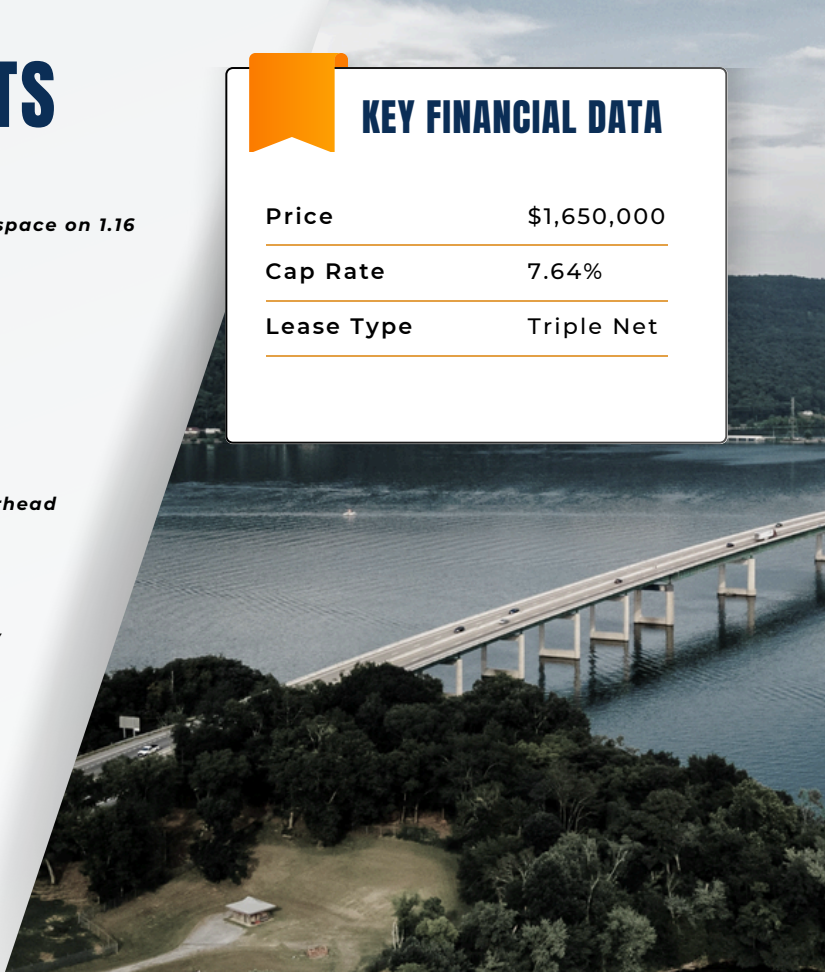 TS
space on 1.16
rhead
KEY FINANCIAL DATA
Price $1,650,000
Cap Rate 7.64%
Lease Type Triple Net